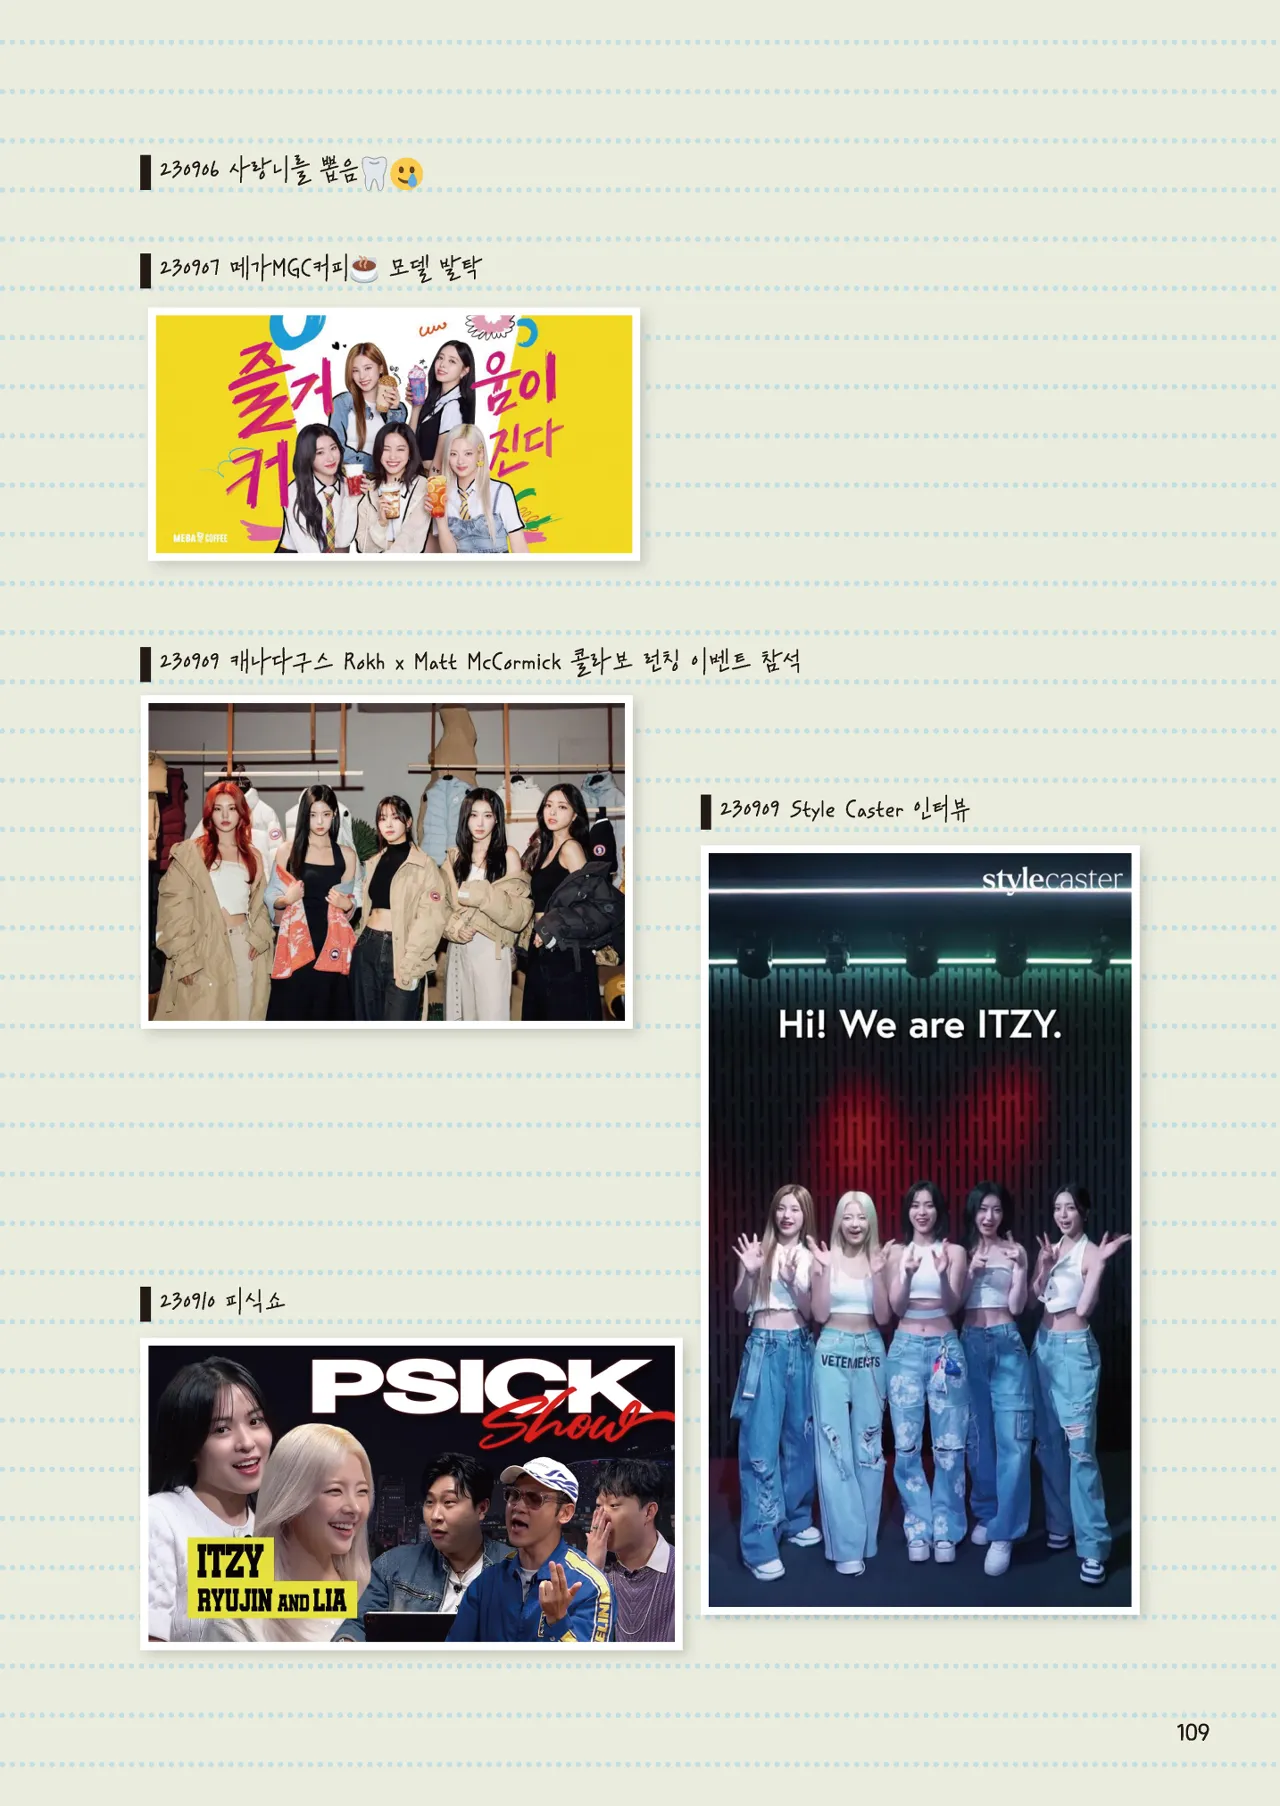 230906 사랑니를 뽑음🦷🥲
230907 메가MGC커피☕ 모델 발탁
즐거움이
커진다
MEGA COFFEE
230909 캐나다구스 Rokh x Matt McCormick 콜라보 런칭 이벤트 참석
230909 Style Caster 인터뷰
stylecaster
Hi! We are ITZY.
VETEMENTS
230910 피식쇼
PSICK
Show
ITZY
RYUJIN AND LIA
109